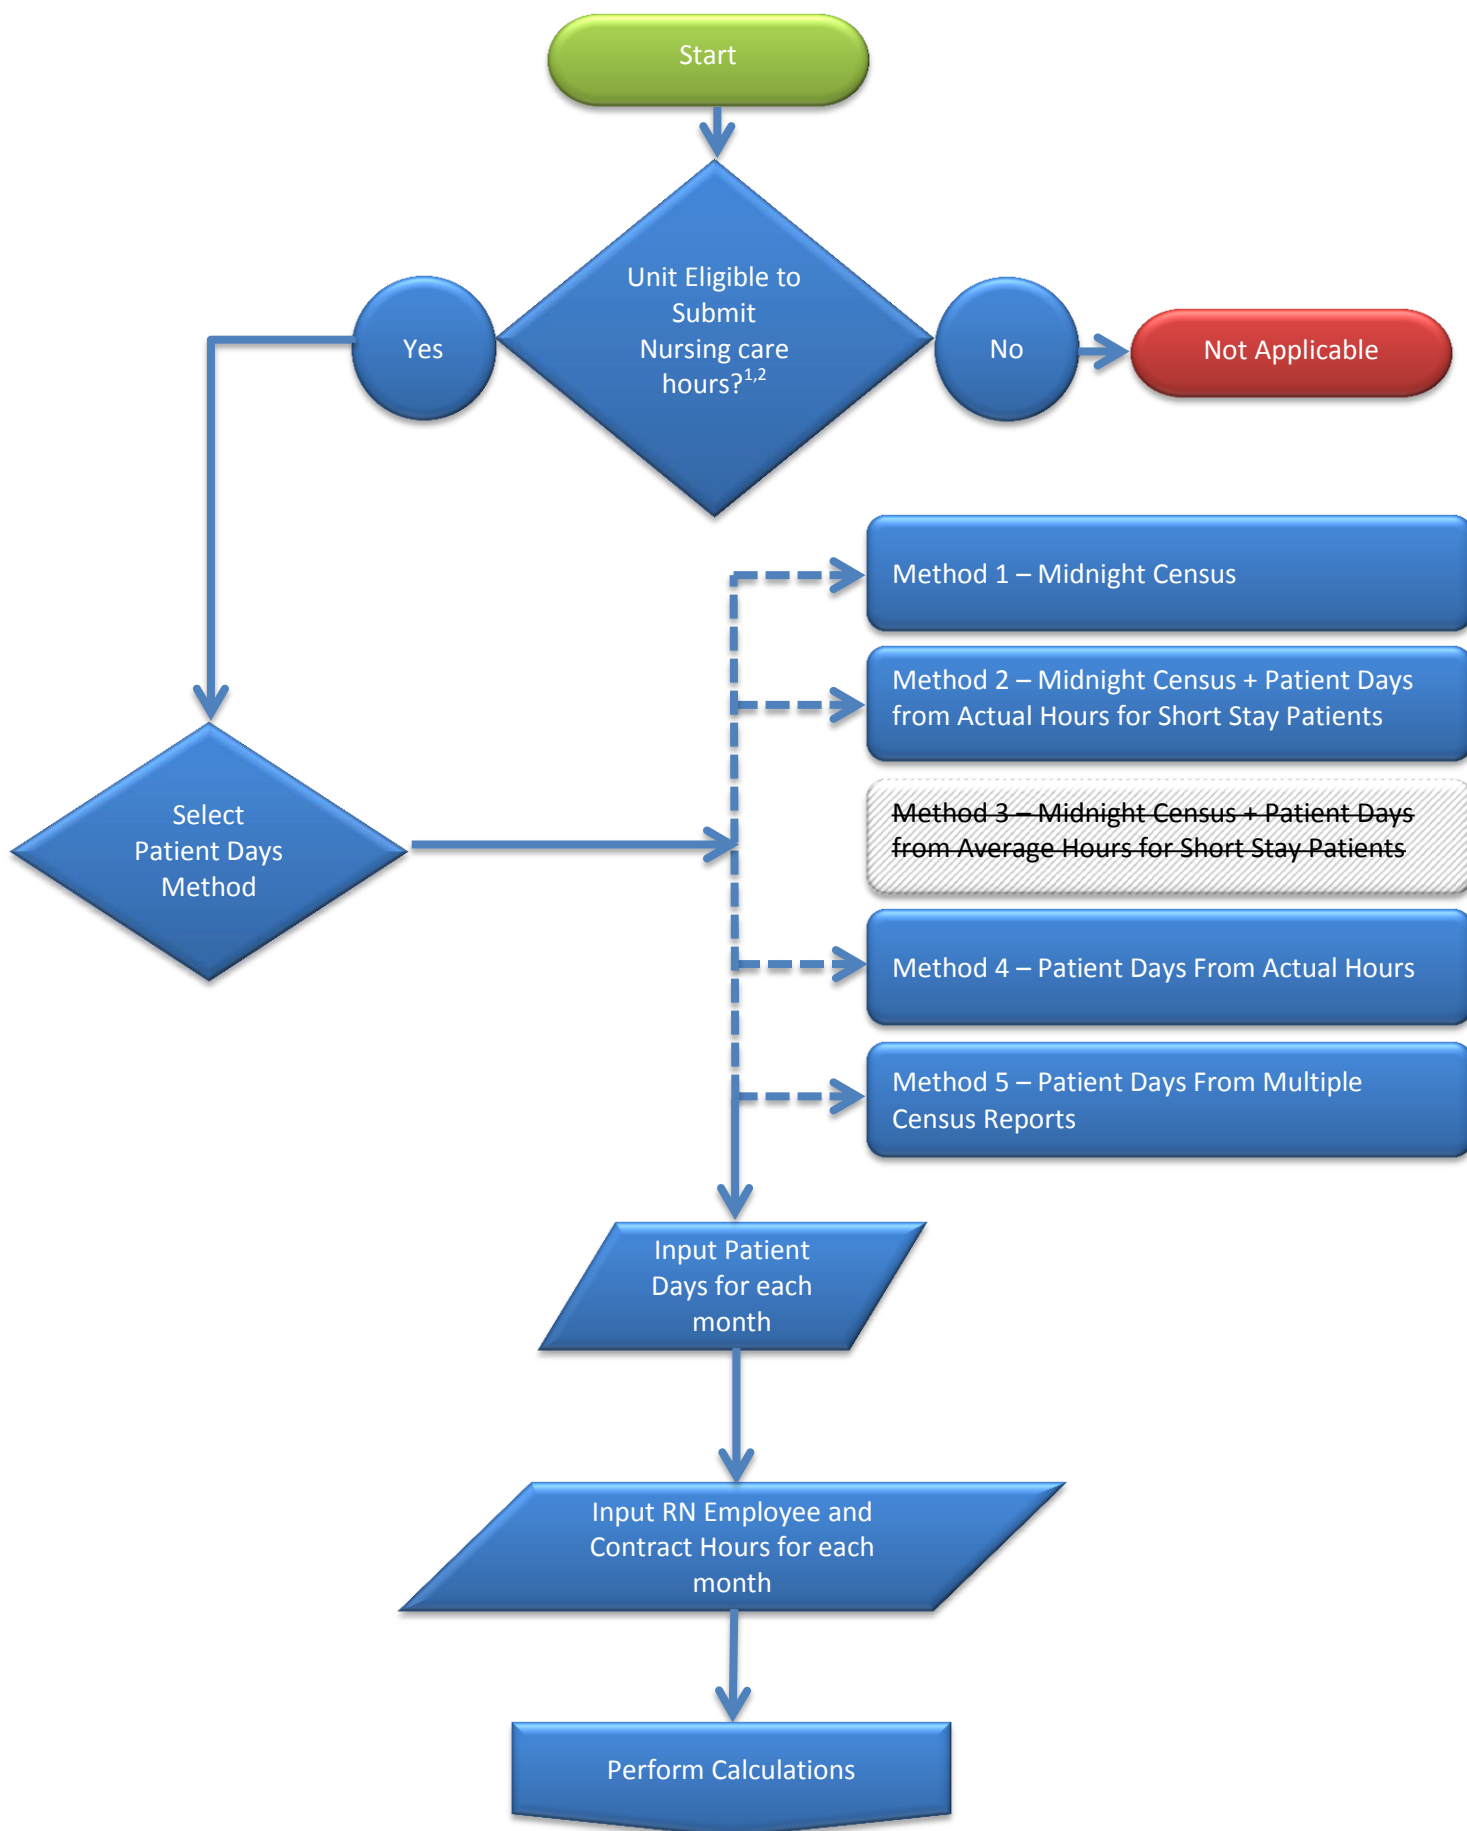 Start
Unit Eligible to
Submit
Nursing care
hours?1,2
Yes
No
Not Applicable
Method 1 – Midnight Census
Method 2 – Midnight Census + Patient Days
from Actual Hours for Short Stay Patients
Method 3 – Midnight Census + Patient Days
from Average Hours for Short Stay Patients
Select
Patient Days
Method
Method 4 – Patient Days From Actual Hours
Method 5 – Patient Days From Multiple
Census Reports
Input Patient
Days for each
month
Input RN Employee and
Contract Hours for each
month
Perform Calculations